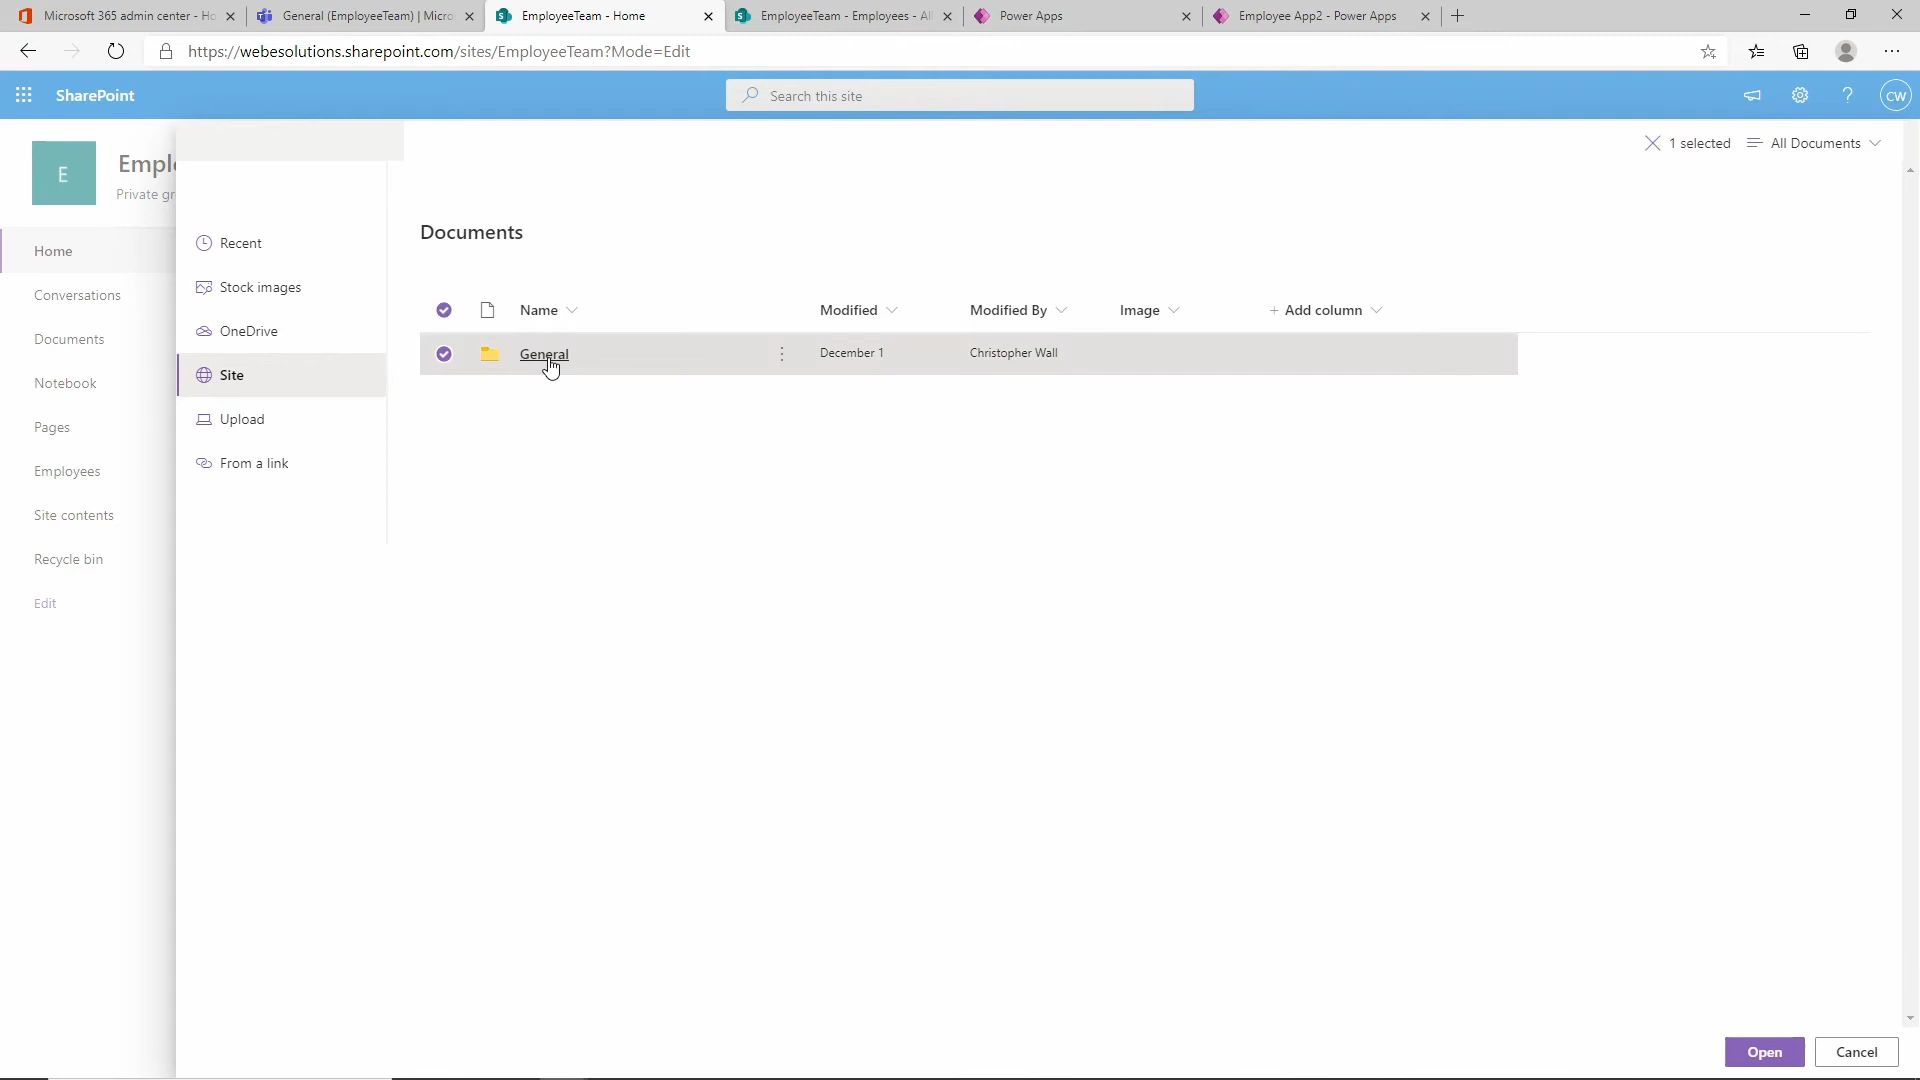 Microsoft 365 admin center - Ho
General (EmployeeTeam) | Micro
EmployeeTeam - Home
EmployeeTeam - Employees - All
Power Apps
Employee App2 - Power Apps
https://webesolutions.sharepoint.com/sites/EmployeeTeam?Mode=Edit
SharePoint
Search this site
?
CW
E
Emplo
Private gr
1 selected
All Documents
Home
Conversations
Documents
Notebook
Pages
Employees
Site contents
Recycle bin
Edit
Recent
Stock images
OneDrive
Site
Upload
From a link
Documents
Name
Modified
Modified By
Image
+ Add column
General
December 1
Christopher Wall
Open
Cancel